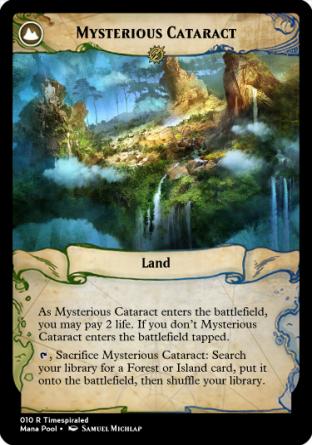 Mysterious Cataract
Land
As Mysterious Cataract enters the battlefield,
you may pay 2 life. If you don't Mysterious
Cataract enters the battlefield tapped.
, Sacrifice Mysterious Cataract: Search
your library for a Forest or Island card, put it
onto the battlefield, then shuffle your library.
010 R Timespiraled
Mana Pool • Samuel Michlap